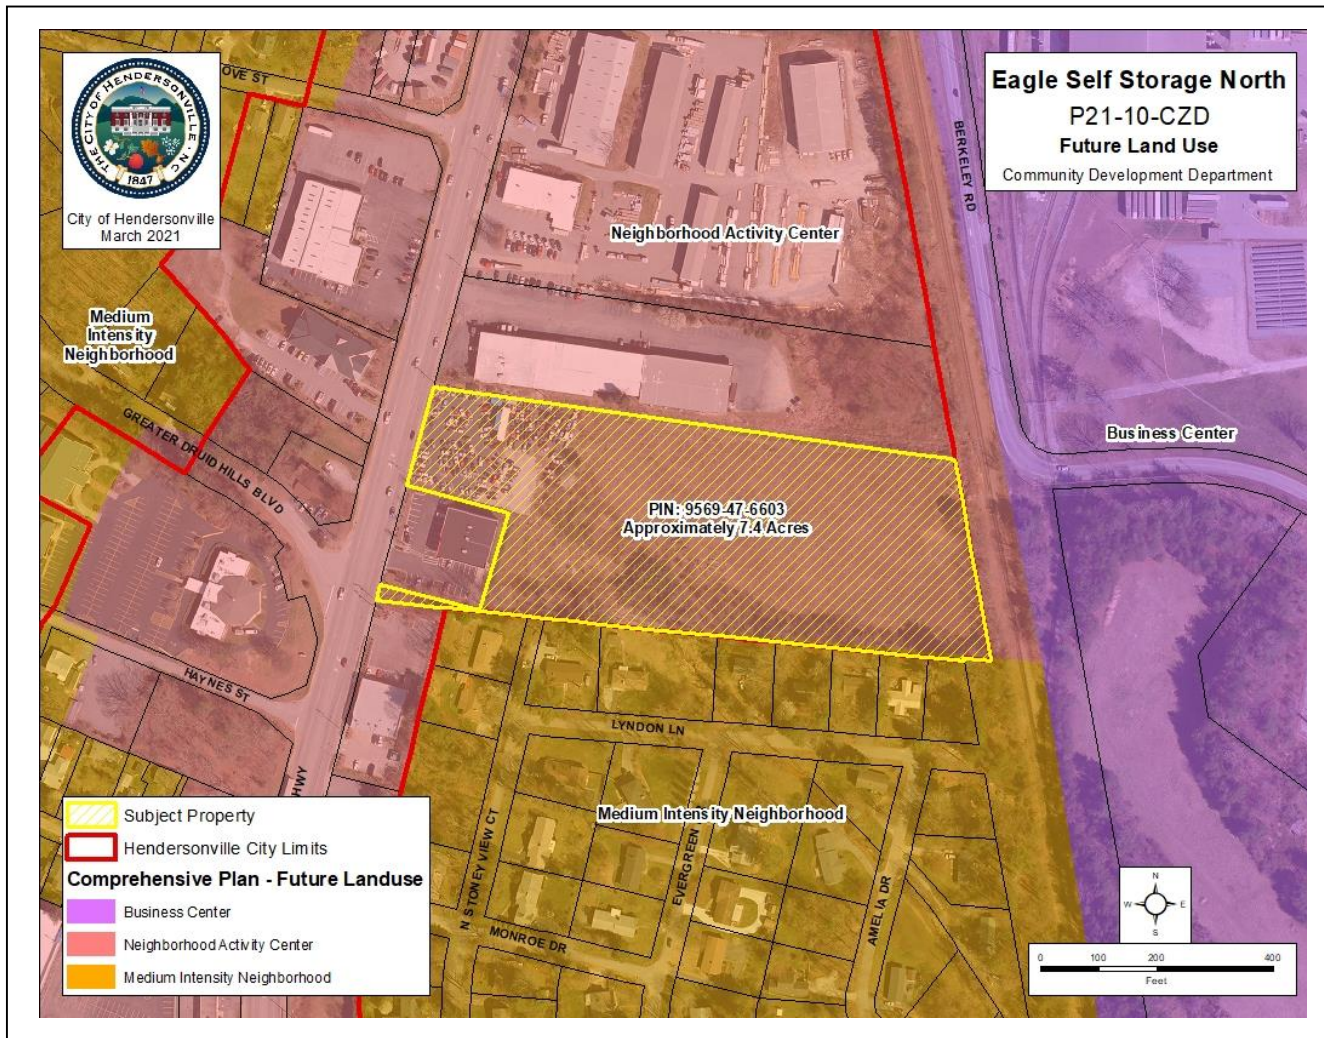 THE CITY OF HENDERSONVILLE, N.C.
1847
City of Hendersonville
March 2021
Eagle Self Storage North
P21-10-CZD
Future Land Use
Community Development Department
OVE ST
BERKELEY RD
Neighborhood Activity Center
Medium
Intensity
Neighborhood
GREATER DRUID HILLS BLVD
Business Center
PIN: 9569-47-6603
Approximately 7.4 Acres
HAYNES ST
LYNDON LN
HWY
Medium Intensity Neighborhood
N STONEY VIEW CT
EVERGREEN
AMELIA DR
MONROE DR
Subject Property
Hendersonville City Limits
Comprehensive Plan - Future Landuse
Business Center
Neighborhood Activity Center
Medium Intensity Neighborhood
N
W E
S
0 100 200 400
Feet